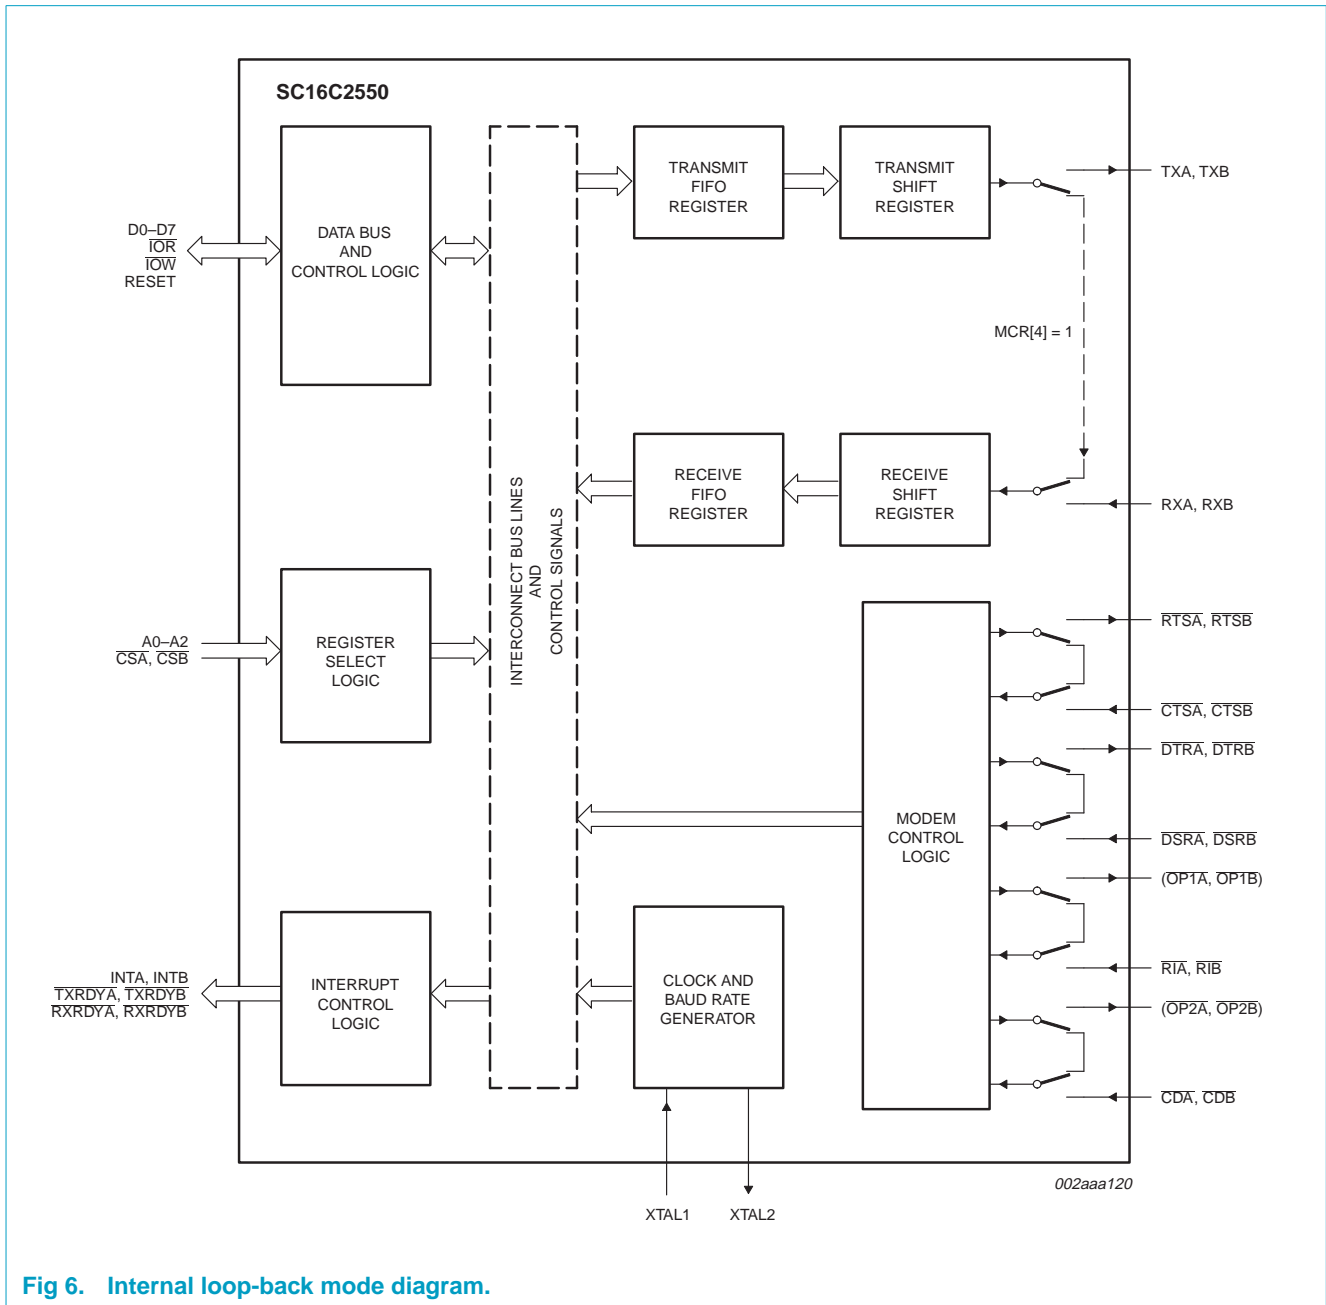 SC16C2550
D0–D7
IOR
IOW
RESET
DATA BUS
AND
CONTROL LOGIC
A0–A2
CSA, CSB
REGISTER
SELECT
LOGIC
INTA, INTB
TXRDYA, TXRDYB
RXRDYA, RXRDYB
INTERRUPT
CONTROL
LOGIC
INTERCONNECT BUS LINES
AND
CONTROL SIGNALS
TRANSMIT
FIFO
REGISTER
TRANSMIT
SHIFT
REGISTER
TXA, TXB
MCR[4] = 1
RECEIVE
FIFO
REGISTER
RECEIVE
SHIFT
REGISTER
RXA, RXB
MODEM
CONTROL
LOGIC
RTSA, RTSB
CTSA, CTSB
DTRA, DTRB
DSRA, DSRB
(OP1A, OP1B)
RIA, RIB
(OP2A, OP2B)
CDA, CDB
CLOCK AND
BAUD RATE
GENERATOR
XTAL1
XTAL2
002aaa120
Fig 6. Internal loop-back mode diagram.